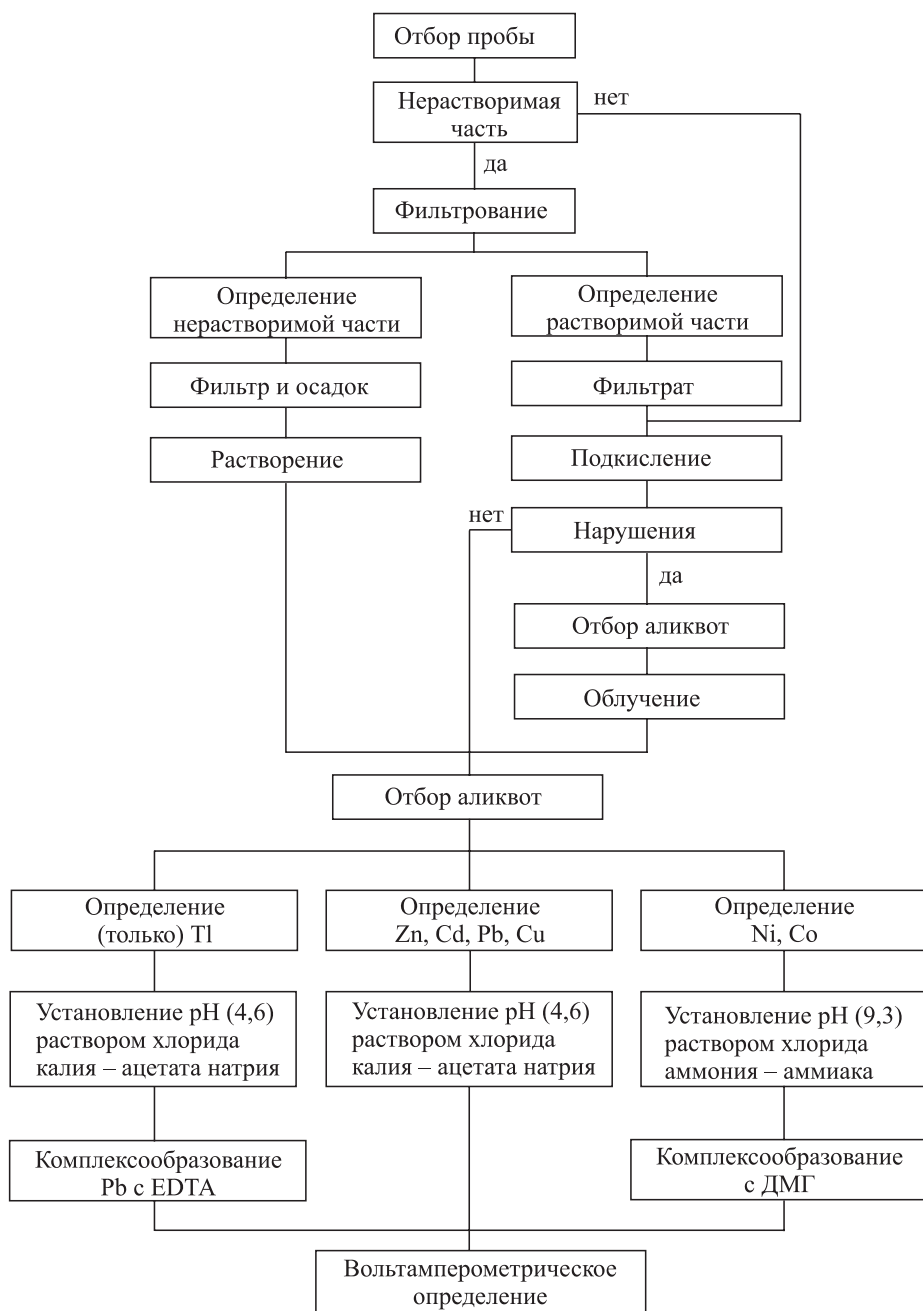 Отбор пробы
Нерастворимая
часть
нет
да
Фильтрование
Определение
нерастворимой части
Определение
растворимой части
Фильтр и осадок
Фильтрат
Растворение
Подкисление
нет
Нарушения
да
Отбор аликвот
Облучение
Отбор аликвот
Определение
(только) Tl
Определение
Zn, Cd, Pb, Cu
Определение
Ni, Co
Установление pH (4,6)
раствором хлорида
калия – ацетата натрия
Установление pH (4,6)
раствором хлорида
калия – ацетата натрия
Установление pH (9,3)
раствором хлорида
аммония – аммиака
Комплексообразование
Pb с EDTA
Комплексообразование
с ДМГ
Вольтамперометрическое
определение